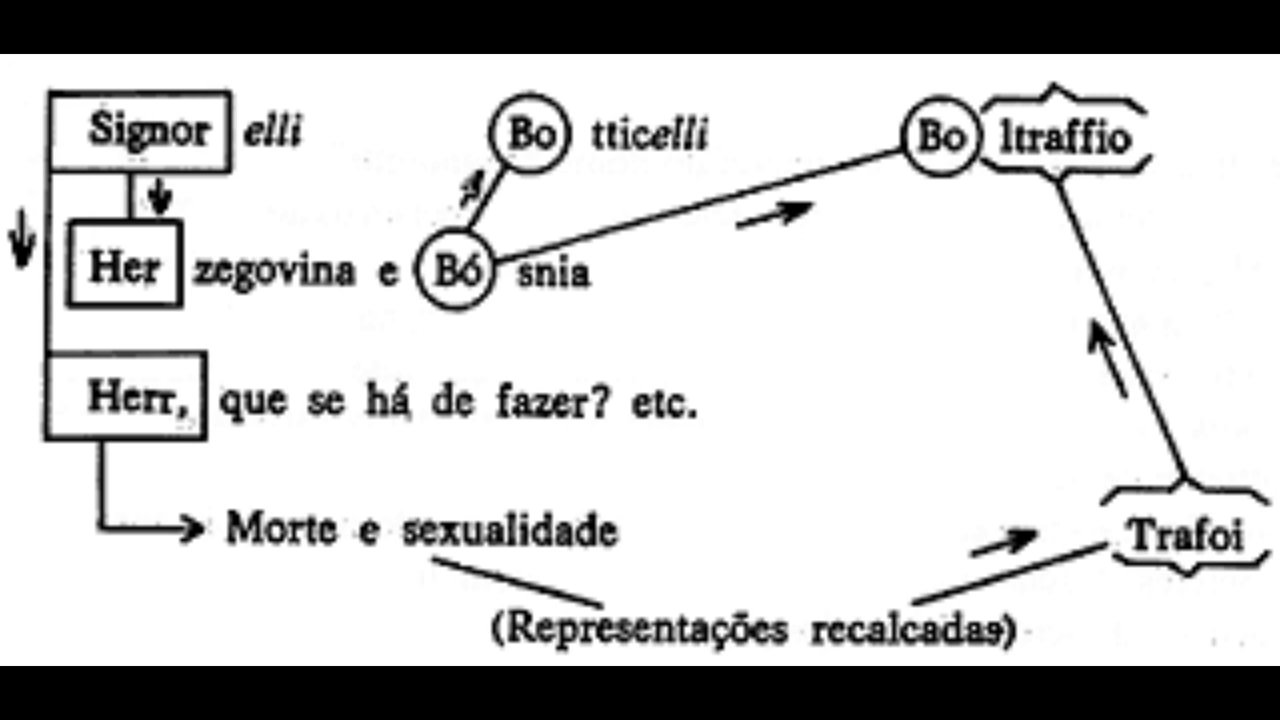 Signor elli Bo tticelli Bo ltraffio
Her zegovina e Bó snia
Herr, que se há de fazer? etc.
Morte e sexualidade Trafoi
(Representações recalcadas)